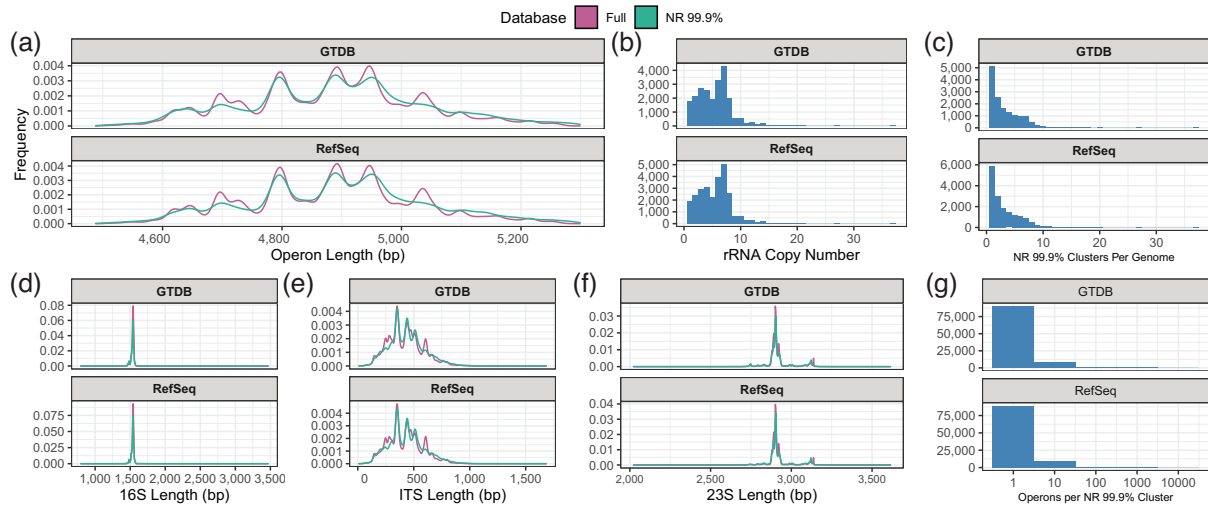 Database Full NR 99.9%
(a)
GTDB
0.004
0.003
0.002
0.001
0.000
RefSeq
0.004
0.003
0.002
0.001
0.000
4,600 4,800 5,000 5,200
Operon Length (bp)
Frequency
(b)
GTDB
4,000
3,000
2,000
1,000
0
RefSeq
5,000
4,000
3,000
2,000
1,000
0
0 10 20 30
rRNA Copy Number
(c)
GTDB
5,000
4,000
3,000
2,000
1,000
0
RefSeq
6,000
4,000
2,000
0
0 10 20 30
NR 99.9% Clusters Per Genome
(d)
GTDB
0.08
0.06
0.04
0.02
0.00
RefSeq
0.075
0.050
0.025
0.000
1,000 1,500 2,000 2,500 3,000 3,500
16S Length (bp)
(e)
GTDB
0.004
0.003
0.002
0.001
0.000
RefSeq
0.004
0.003
0.002
0.001
0.000
0 500 1,000 1,500
ITS Length (bp)
(f)
GTDB
0.03
0.02
0.01
0.00
RefSeq
0.04
0.03
0.02
0.01
0.00
2,000 2,500 3,000 3,500
23S Length (bp)
(g)
GTDB
75,000
50,000
25,000
0
RefSeq
75,000
50,000
25,000
0
1 10 100 1000 10000
Operons per NR 99.9% Cluster